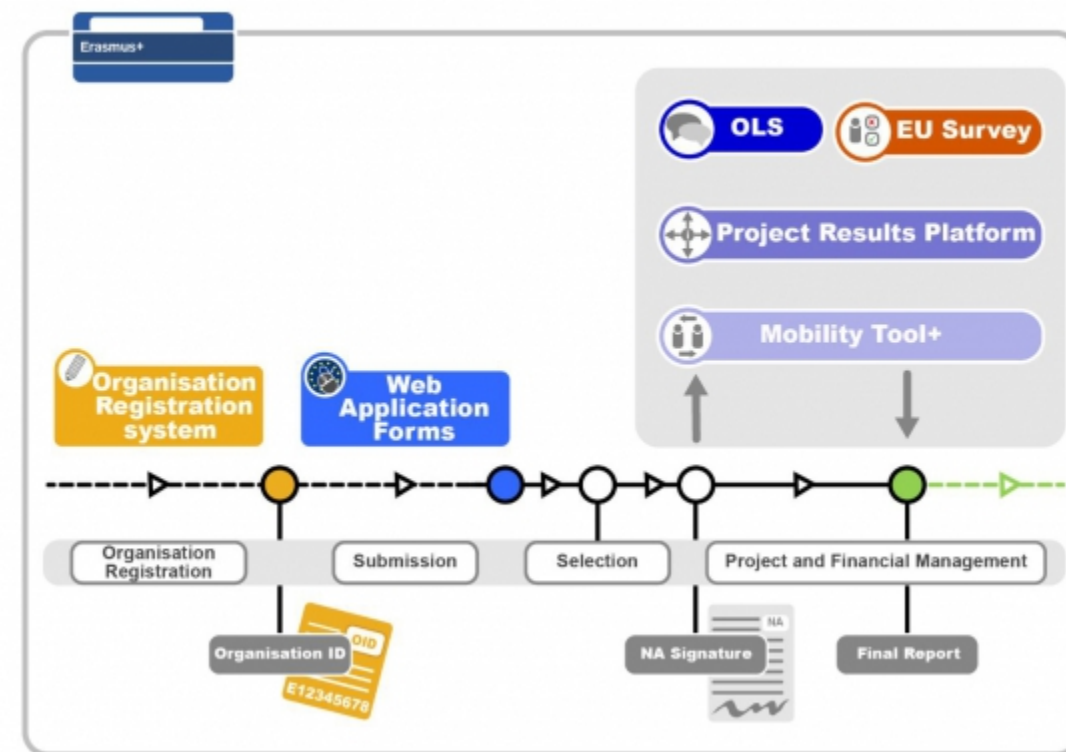 Erasmus+
OLS
EU Survey
Project Results Platform
Mobility Tool+
Organisation
Registration
system
Web
Application
Forms
Organisation
Registration
Submission
Selection
Project and Financial Management
Organisation ID
OID
E12345678
NA Signature
NA
Final Report